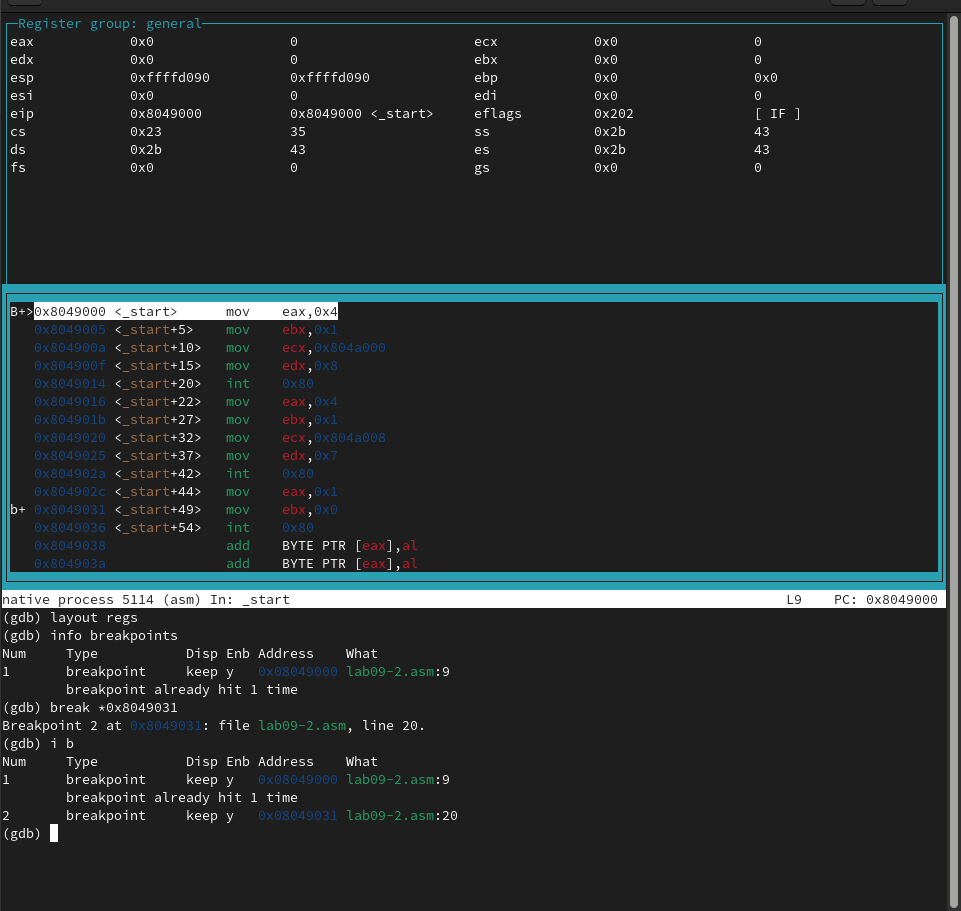 Register group: general
eax 0x0 0 ecx 0x0 0
edx 0x0 0 ebx 0x0 0
esp 0xffffd090 0xffffd090 ebp 0x0 0x0
esi 0x0 0 edi 0x0 0
eip 0x8049000 0x8049000 <_start> eflags 0x202 [ IF ]
cs 0x23 35 ss 0x2b 43
ds 0x2b 43 es 0x2b 43
fs 0x0 0 gs 0x0 0
B+>0x8049000 <_start> mov eax,0x4
0x8049005 <_start+5> mov ebx,0x1
0x804900a <_start+10> mov ecx,0x804a000
0x804900f <_start+15> mov edx,0x8
0x8049014 <_start+20> int 0x80
0x8049016 <_start+22> mov eax,0x4
0x804901b <_start+27> mov ebx,0x1
0x8049020 <_start+32> mov ecx,0x804a008
0x8049025 <_start+37> mov edx,0x7
0x804902a <_start+42> int 0x80
0x804902c <_start+44> mov eax,0x1
b+ 0x8049031 <_start+49> mov ebx,0x0
0x8049036 <_start+54> int 0x80
0x8049038 add BYTE PTR [eax],al
0x804903a add BYTE PTR [eax],al
native process 5114 (asm) In: _start L9 PC: 0x8049000
(gdb) layout regs
(gdb) info breakpoints
Num Type Disp Enb Address What
1 breakpoint keep y 0x08049000 lab09-2.asm:9
breakpoint already hit 1 time
(gdb) break *0x8049031
Breakpoint 2 at 0x8049031: file lab09-2.asm, line 20.
(gdb) i b
Num Type Disp Enb Address What
1 breakpoint keep y 0x08049000 lab09-2.asm:9
breakpoint already hit 1 time
2 breakpoint keep y 0x08049031 lab09-2.asm:20
(gdb)